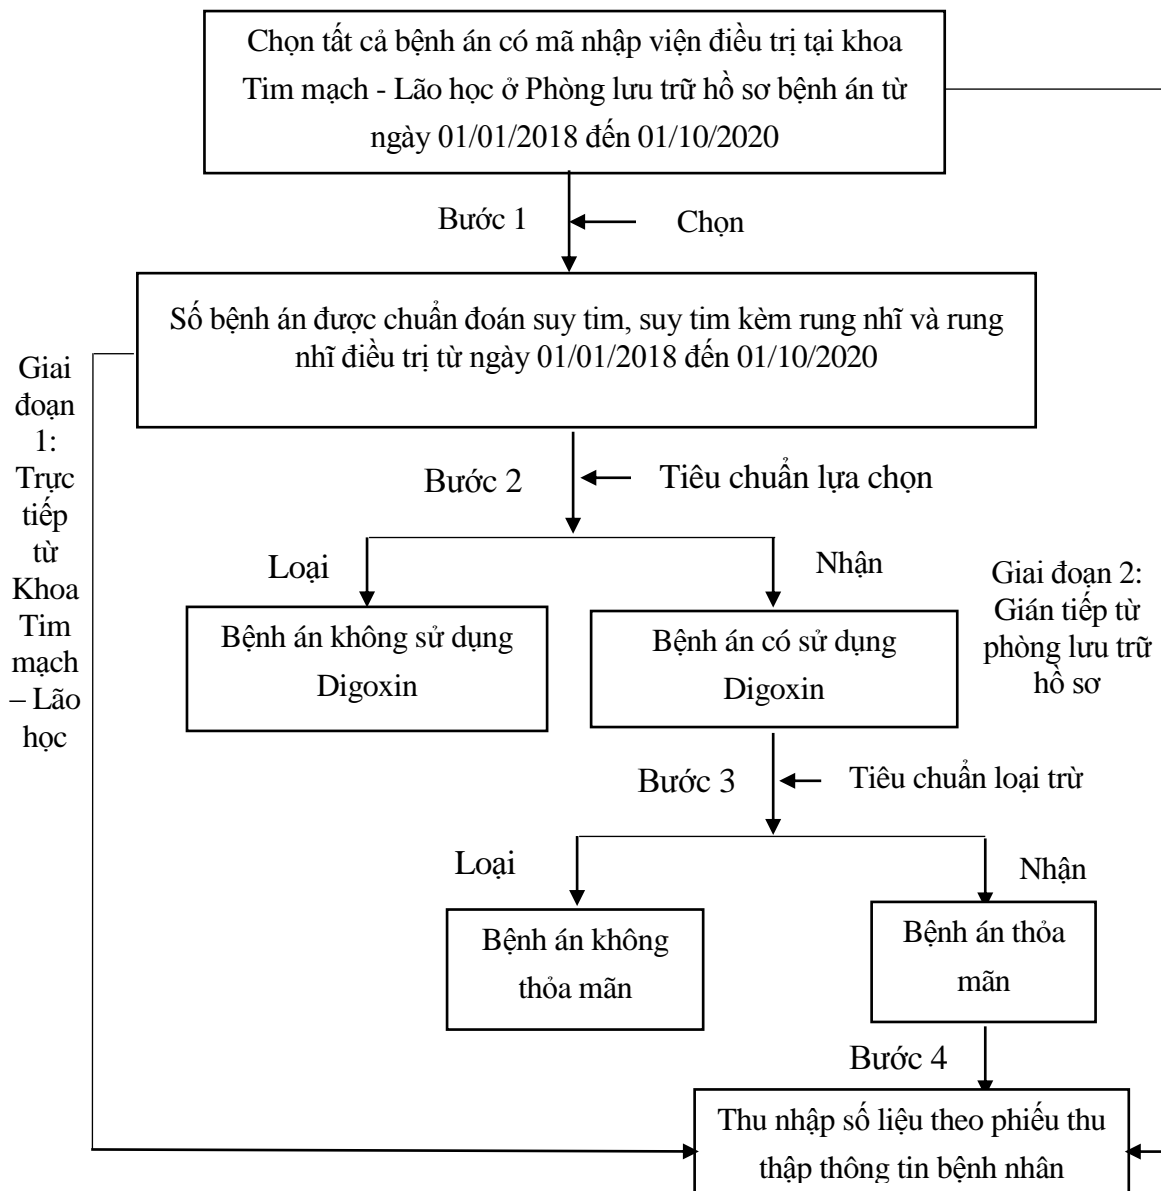 Chọn tất cả bệnh án có mã nhập viện điều trị tại khoa
Tim mạch - Lão học ở Phòng lưu trữ hồ sơ bệnh án từ
ngày 01/01/2018 đến 01/10/2020
Bước 1
Chọn
Số bệnh án được chuẩn đoán suy tim, suy tim kèm rung nhĩ và rung
nhĩ điều trị từ ngày 01/01/2018 đến 01/10/2020
Giai
đoạn
1:
Trực
tiếp
từ
Khoa
Tim
mạch
– Lão
học
Bước 2
Tiêu chuẩn lựa chọn
Loại
Nhận
Bệnh án không sử dụng
Digoxin
Bệnh án có sử dụng
Digoxin
Giai đoạn 2:
Gián tiếp từ
phòng lưu trữ
hồ sơ
Bước 3
Tiêu chuẩn loại trừ
Loại
Nhận
Bệnh án không
thỏa mãn
Bệnh án thỏa
mãn
Bước 4
Thu nhập số liệu theo phiếu thu
thập thông tin bệnh nhân